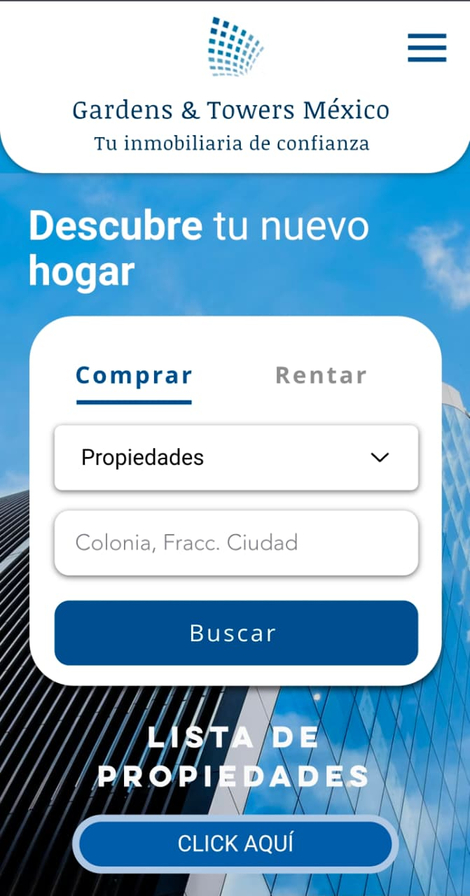 Gardens & Towers México
Tu inmobiliaria de confianza
Descubre tu nuevo
hogar
Comprar
Rentar
Propiedades
Colonia, Fracc. Ciudad
Buscar
LISTA DE
PROPIEDADES
CLICK AQUÍ